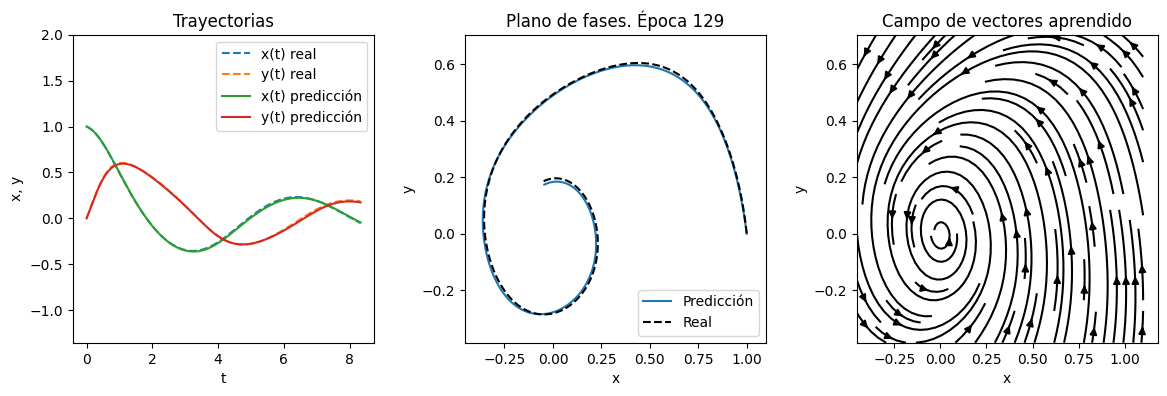 Trayectorias
2.0
1.5
1.0
0.5
0.0
−0.5
−1.0
x, y
0
2
4
6
8
t
x(t) real
y(t) real
x(t) predicción
y(t) predicción
Plano de fases. Época 129
0.6
0.4
0.2
0.0
−0.2
y
−0.25
0.00
0.25
0.50
0.75
1.00
x
Predicción
Real
Campo de vectores aprendido
0.6
0.4
0.2
0.0
−0.2
y
−0.25
0.00
0.25
0.50
0.75
1.00
x